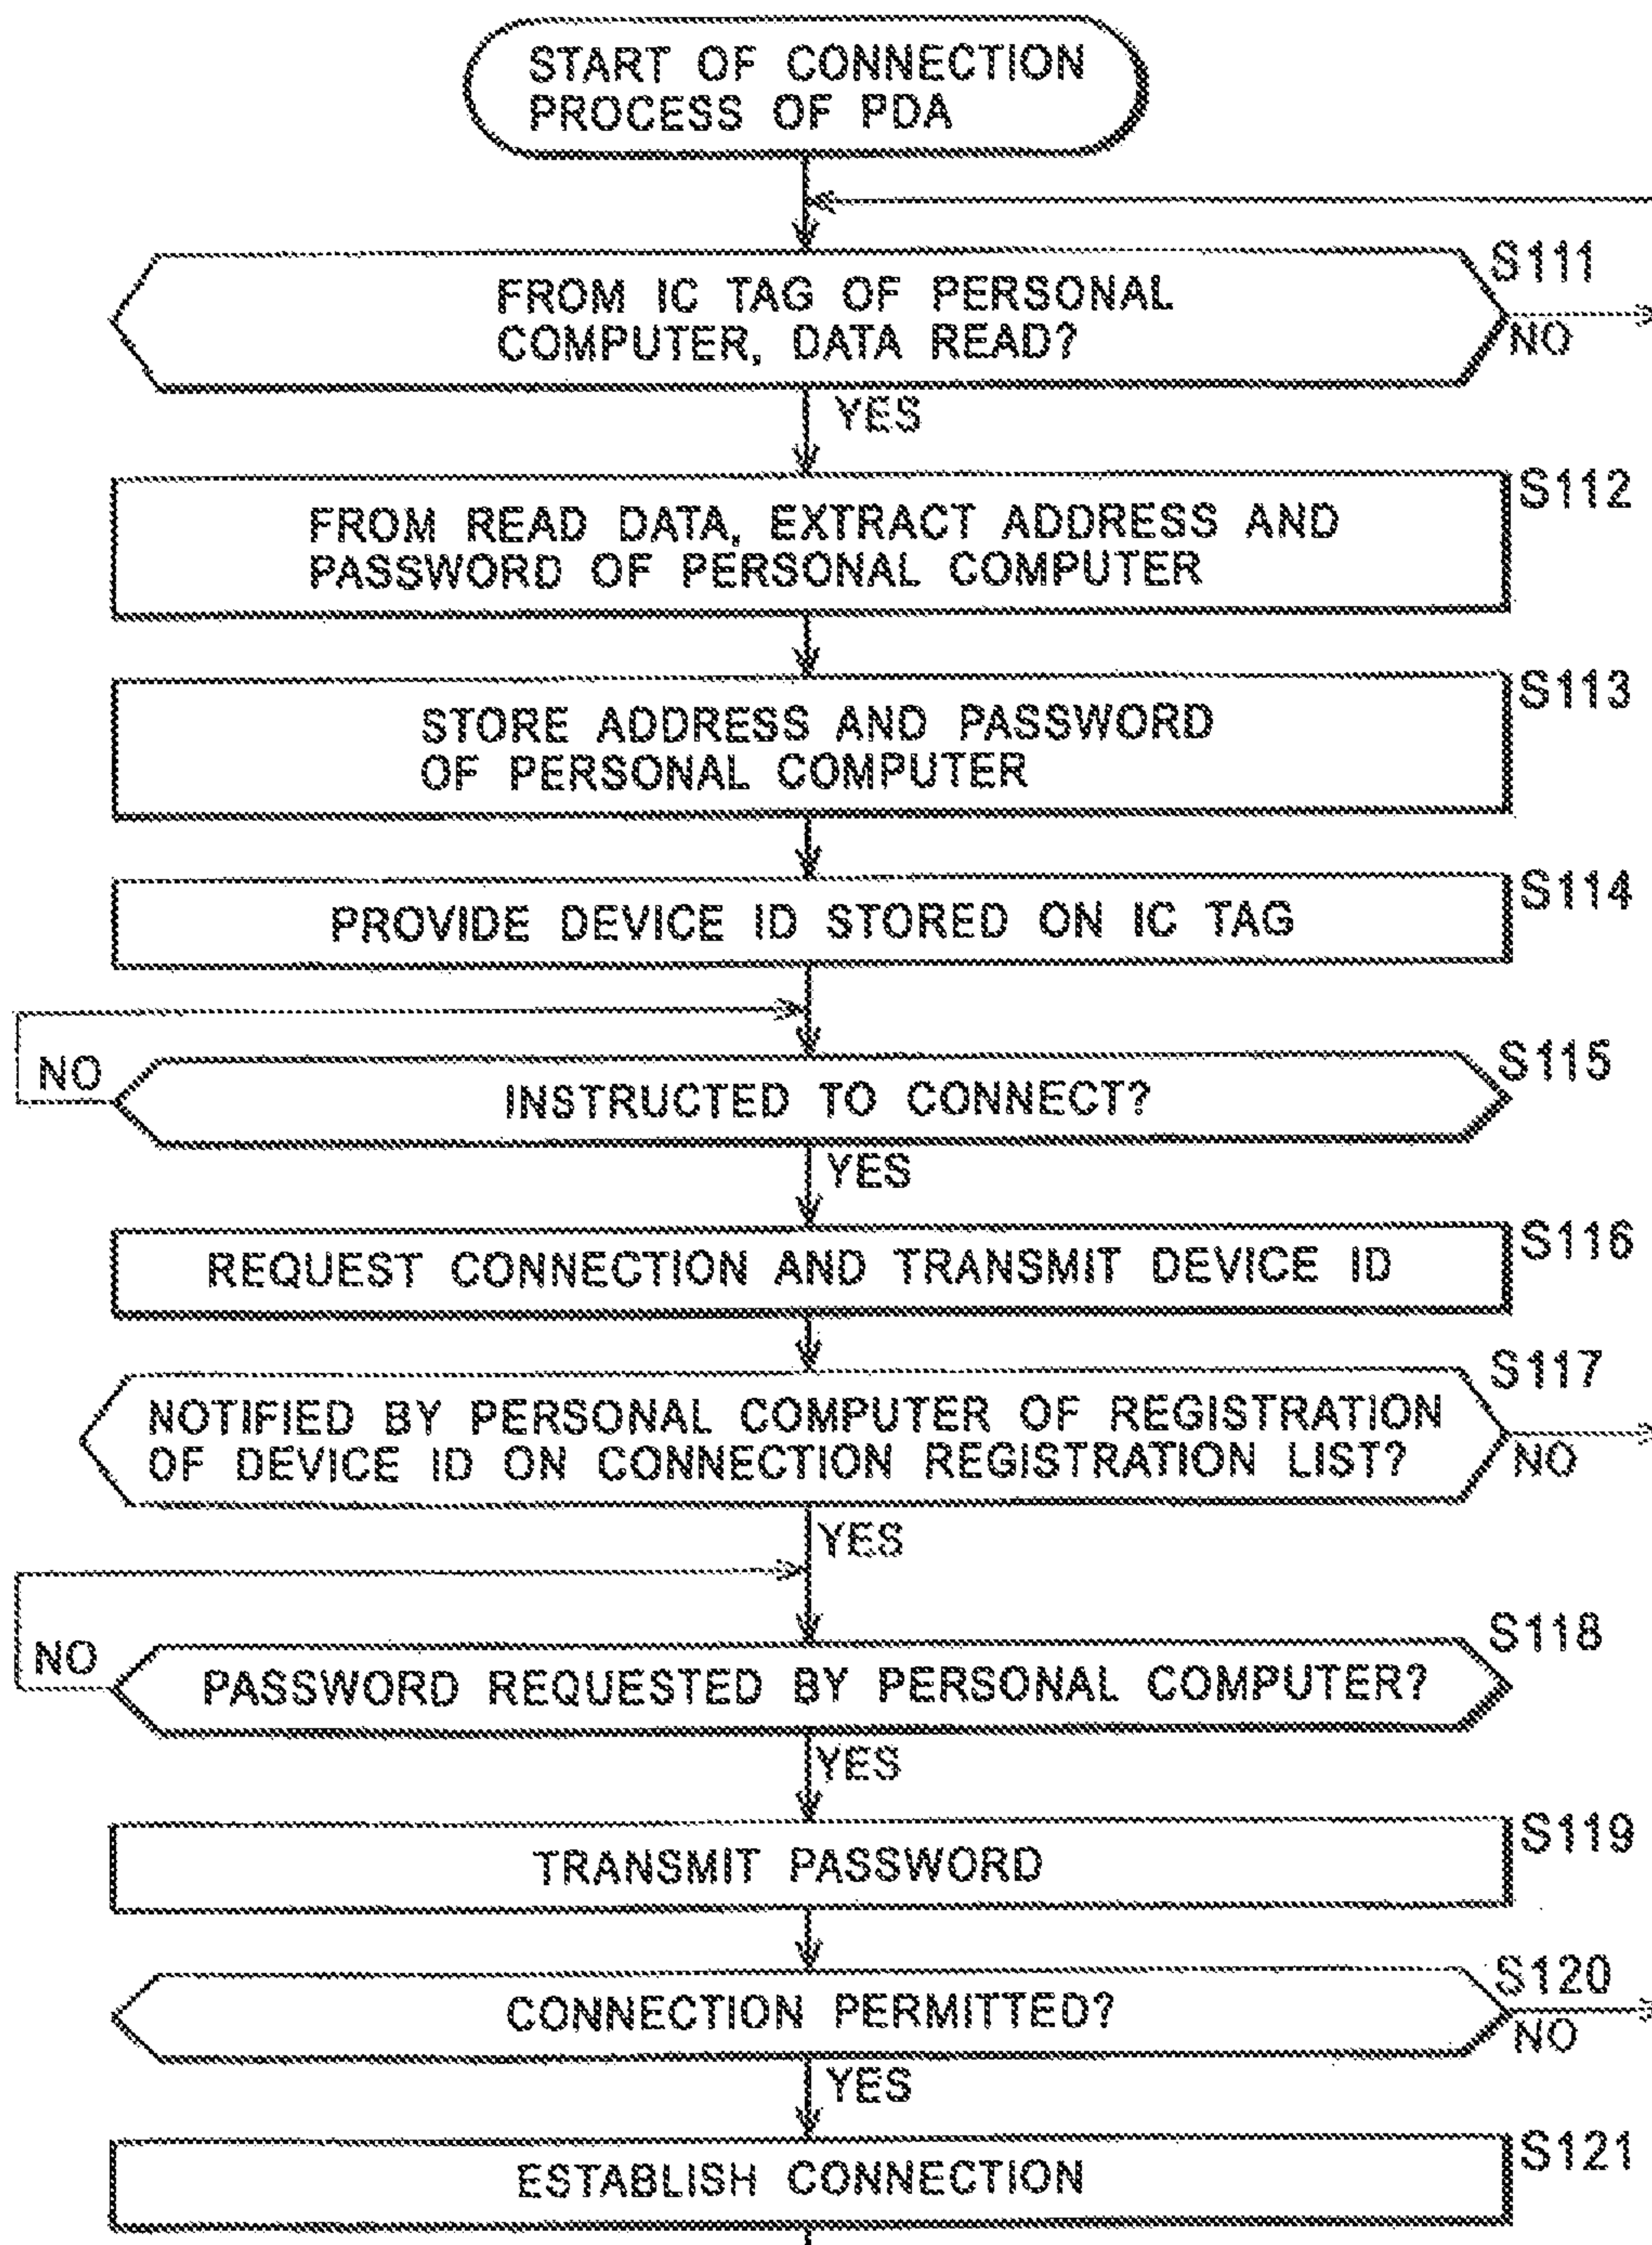 START OF CONNECTION
PROCESS OF PDA
S111
FROM IC TAG OF PERSONAL
COMPUTER, DATA READ?
NO
YES
S112
FROM READ DATA, EXTRACT ADDRESS AND
PASSWORD OF PERSONAL COMPUTER
S113
STORE ADDRESS AND PASSWORD
OF PERSONAL COMPUTER
S114
PROVIDE DEVICE ID STORED ON IC TAG
NO
S115
INSTRUCTED TO CONNECT?
YES
S116
REQUEST CONNECTION AND TRANSMIT DEVICE ID
S117
NOTIFIED BY PERSONAL COMPUTER OF REGISTRATION
OF DEVICE ID ON CONNECTION REGISTRATION LIST?
NO
YES
S118
NO
PASSWORD REQUESTED BY PERSONAL COMPUTER?
YES
S119
TRANSMIT PASSWORD
S120
CONNECTION PERMITTED?
NO
YES
S121
ESTABLISH CONNECTION